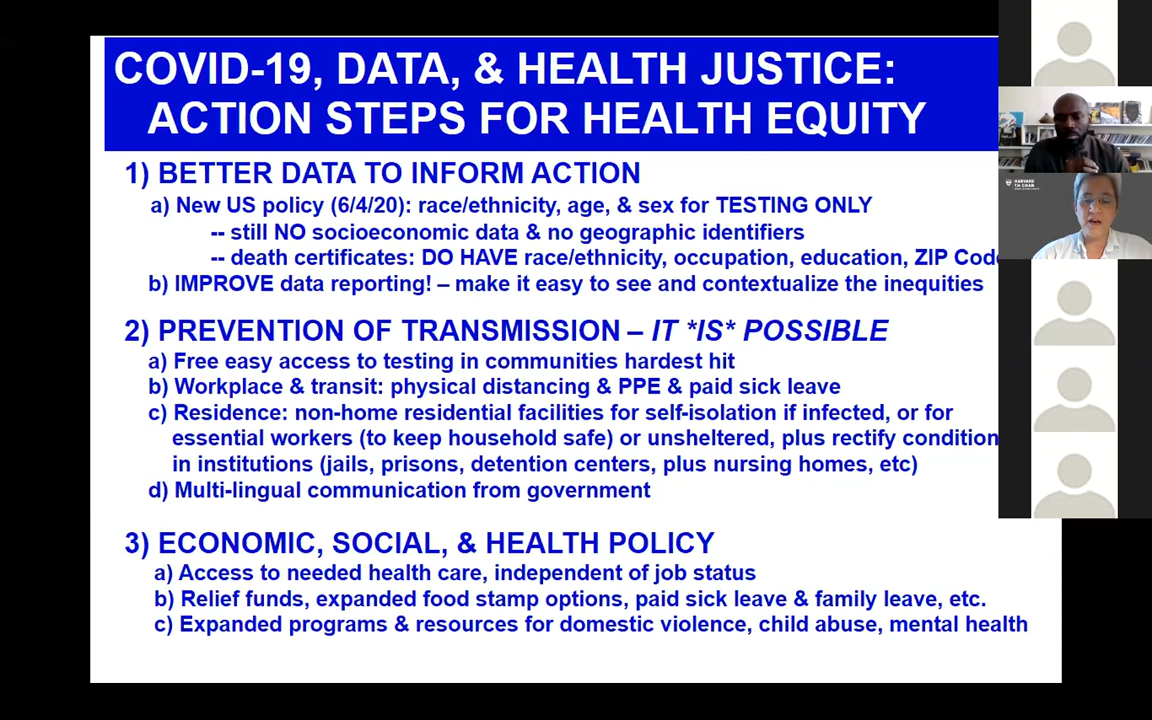 COVID-19, DATA, & HEALTH JUSTICE:
ACTION STEPS FOR HEALTH EQUITY
1) BETTER DATA TO INFORM ACTION
a) New US policy (6/4/20): race/ethnicity, age, & sex for TESTING ONLY
-- still NO socioeconomic data & no geographic identifiers
-- death certificates: DO HAVE race/ethnicity, occupation, education, ZIP Cod
b) IMPROVE data reporting! – make it easy to see and contextualize the inequities
2) PREVENTION OF TRANSMISSION – IT *IS* POSSIBLE
a) Free easy access to testing in communities hardest hit
b) Workplace & transit: physical distancing & PPE & paid sick leave
c) Residence: non-home residential facilities for self-isolation if infected, or for
essential workers (to keep household safe) or unsheltered, plus rectify condition
in institutions (jails, prisons, detention centers, plus nursing homes, etc)
d) Multi-lingual communication from government
3) ECONOMIC, SOCIAL, & HEALTH POLICY
a) Access to needed health care, independent of job status
b) Relief funds, expanded food stamp options, paid sick leave & family leave, etc.
c) Expanded programs & resources for domestic violence, child abuse, mental health
HARVARD
T.H. CHAN